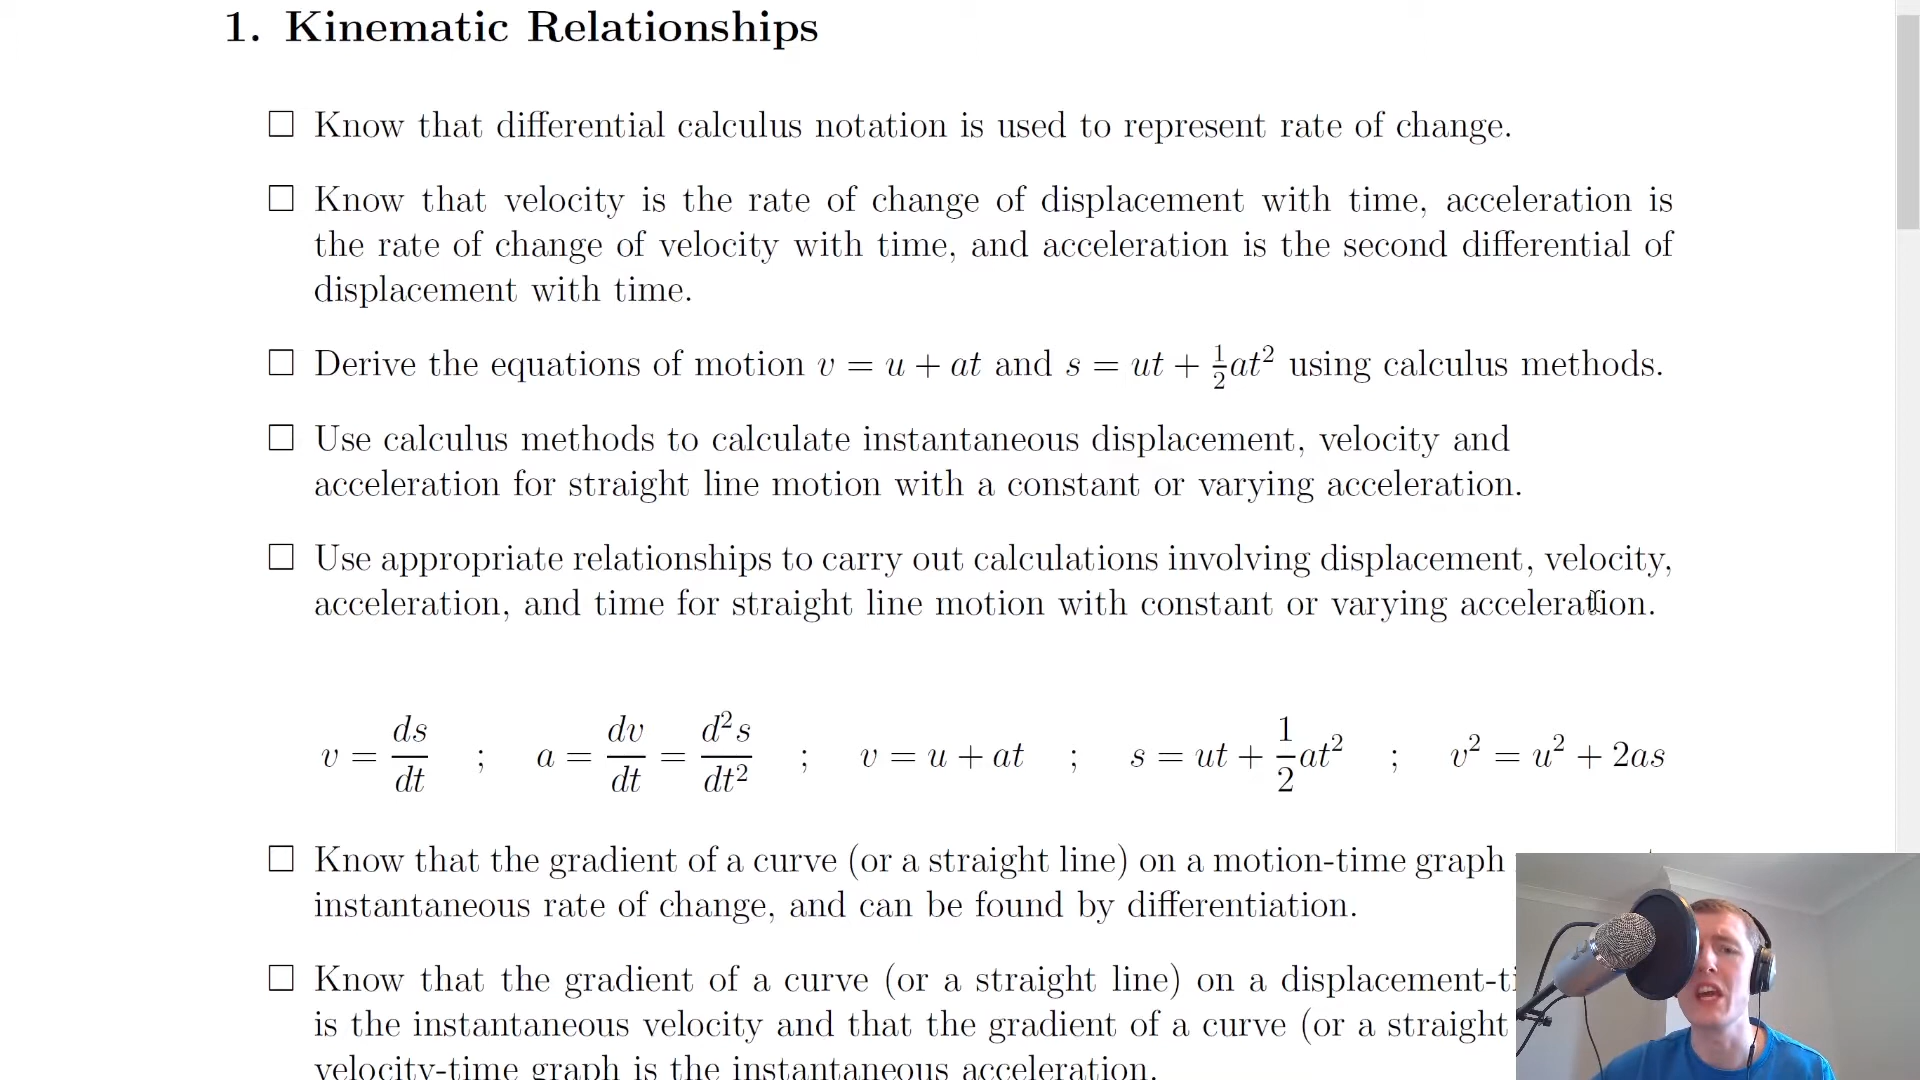 1. Kinematic Relationships
☐ Know that differential calculus notation is used to represent rate of change.
☐ Know that velocity is the rate of change of displacement with time, acceleration is
the rate of change of velocity with time, and acceleration is the second differential of
displacement with time.
☐ Derive the equations of motion v = u + at and s = ut + ½at² using calculus methods.
☐ Use calculus methods to calculate instantaneous displacement, velocity and
acceleration for straight line motion with a constant or varying acceleration.
☐ Use appropriate relationships to carry out calculations involving displacement, velocity,
acceleration, and time for straight line motion with constant or varying acceleration.
v = ds/dt ; a = dv/dt = d²s/dt² ; v = u + at ; s = ut + 1/2 at² ; v² = u² + 2as
☐ Know that the gradient of a curve (or a straight line) on a motion-time graph
instantaneous rate of change, and can be found by differentiation.
☐ Know that the gradient of a curve (or a straight line) on a displacement-ti
is the instantaneous velocity and that the gradient of a curve (or a straight
velocity-time graph is the instantaneous acceleration.